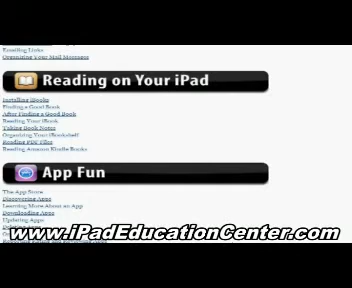 Emailing Links
Organizing Your Mail Messages
Reading on Your iPad
Installing iBooks
Finding a Good Book
After Finding a Good Book
Reading Your iBook
Taking Book Notes
Organizing Your iBookshelf
Reading PDF Files
Reading Amazon Kindle Books
App Fun
The App Store
Discovering Apps
Learning More About an App
Downloading Apps
Updating Apps
www.iPadEducationCenter.com